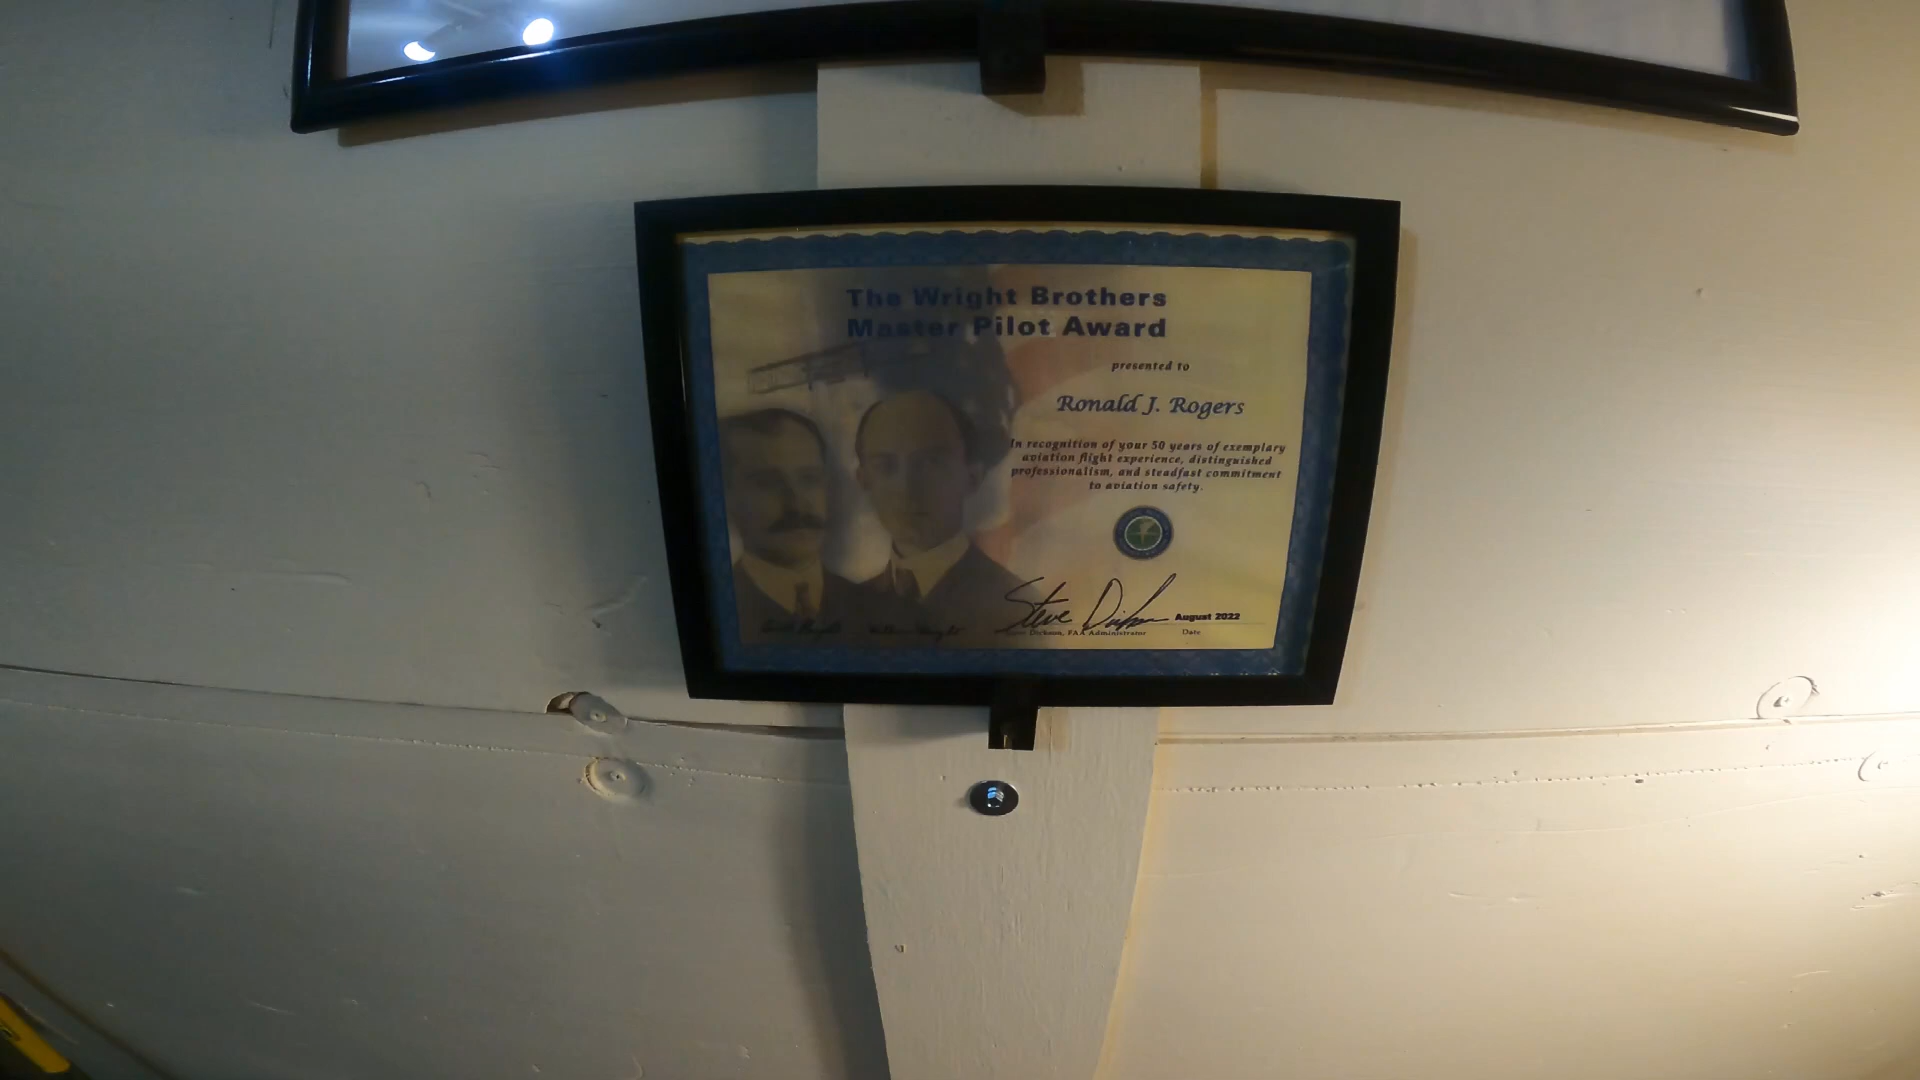 The Wright Brothers
Master Pilot Award
presented to
Ronald J. Rogers
In recognition of your 50 years of exemplary
aviation flight experience, distinguished
professionalism, and steadfast commitment
to aviation safety.
Steve Dickson
August 2022
Dickson, FAA Administrator
Date